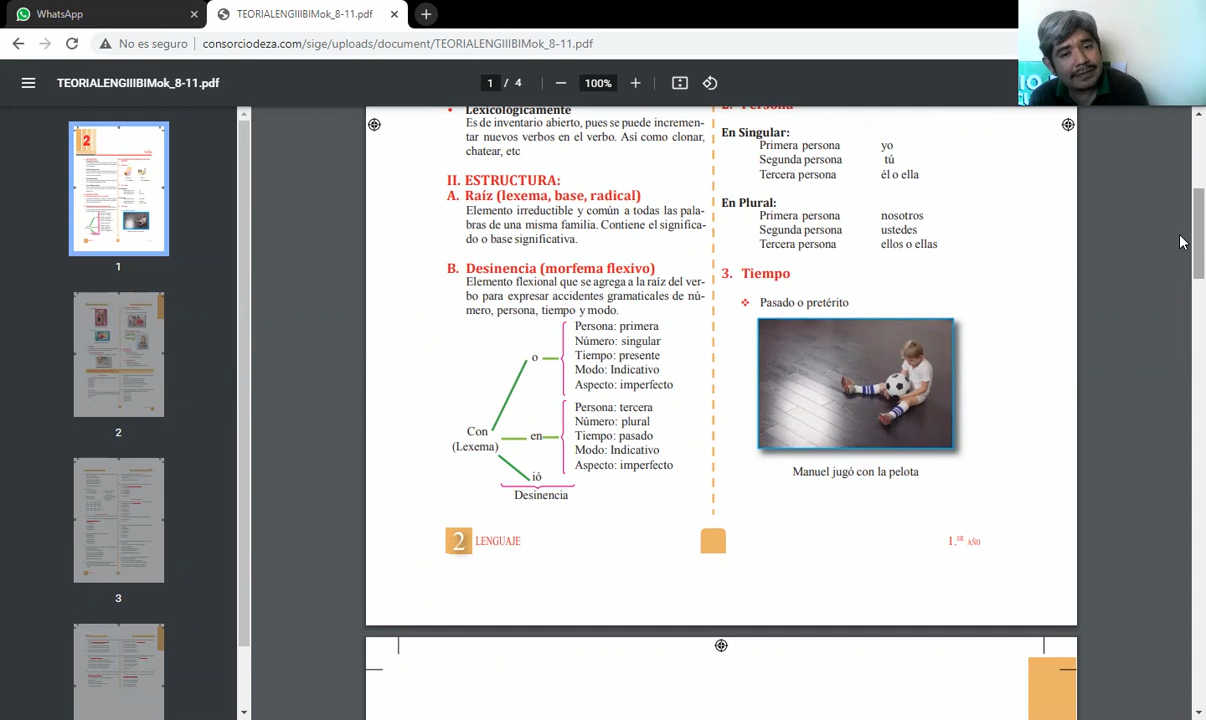 WhatsApp
TEORIALENGIIIBIMok_8-11.pdf
No es seguro
consorciodeza.com/sige/uploads/document/TEORIALENGIIIBIMok_8-11.pdf
TEORIALENGIIIBIMok_8-11.pdf
1 / 4
100%
2
1
2
3
Lexicológicamente
Es de inventario abierto, pues se puede incremen-
tar nuevos verbos en el verbo. Así como clonar,
chatear, etc
II. ESTRUCTURA:
A. Raíz (lexema, base, radical)
Elemento irreductible y común a todas las pala-
bras de una misma familia. Contiene el significa-
do o base significativa.
B. Desinencia (morfema flexivo)
Elemento flexional que se agrega a la raíz del ver-
bo para expresar accidentes gramaticales de nú-
mero, persona, tiempo y modo.
Persona: primera
Número: singular
o
Tiempo: presente
Modo: Indicativo
Aspecto: imperfecto
Persona: tercera
Número: plural
Con
en
Tiempo: pasado
(Lexema)
Modo: Indicativo
Aspecto: imperfecto
ió
Desinencia
2. Persona
En Singular:
Primera persona yo
Segunda persona tú
Tercera persona él o ella
En Plural:
Primera persona nosotros
Segunda persona ustedes
Tercera persona ellos o ellas
3. Tiempo
Pasado o pretérito
Manuel jugó con la pelota
2 LENGUAJE
1.ER AÑO